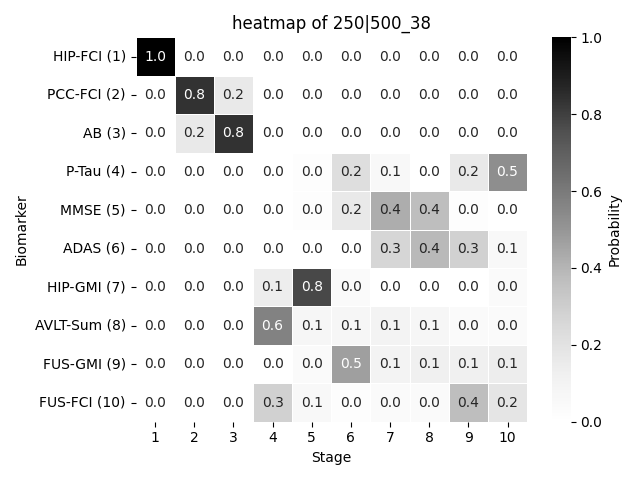 heatmap of 250|500_38
HIP-FCI (1) 1.0 0.0 0.0 0.0 0.0 0.0 0.0 0.0 0.0 0.0
PCC-FCI (2) 0.0 0.8 0.2 0.0 0.0 0.0 0.0 0.0 0.0 0.0
AB (3) 0.0 0.2 0.8 0.0 0.0 0.0 0.0 0.0 0.0 0.0
P-Tau (4) 0.0 0.0 0.0 0.0 0.0 0.2 0.1 0.0 0.2 0.5
MMSE (5) 0.0 0.0 0.0 0.0 0.0 0.2 0.4 0.4 0.0 0.0
ADAS (6) 0.0 0.0 0.0 0.0 0.0 0.0 0.3 0.4 0.3 0.1
HIP-GMI (7) 0.0 0.0 0.0 0.1 0.8 0.0 0.0 0.0 0.0 0.0
AVLT-Sum (8) 0.0 0.0 0.0 0.6 0.1 0.1 0.1 0.1 0.0 0.0
FUS-GMI (9) 0.0 0.0 0.0 0.0 0.0 0.5 0.1 0.1 0.1 0.1
FUS-FCI (10) 0.0 0.0 0.0 0.3 0.1 0.0 0.0 0.0 0.4 0.2
1 2 3 4 5 6 7 8 9 10
Stage
Biomarker
1.0
0.8
0.6
0.4
0.2
0.0
Probability